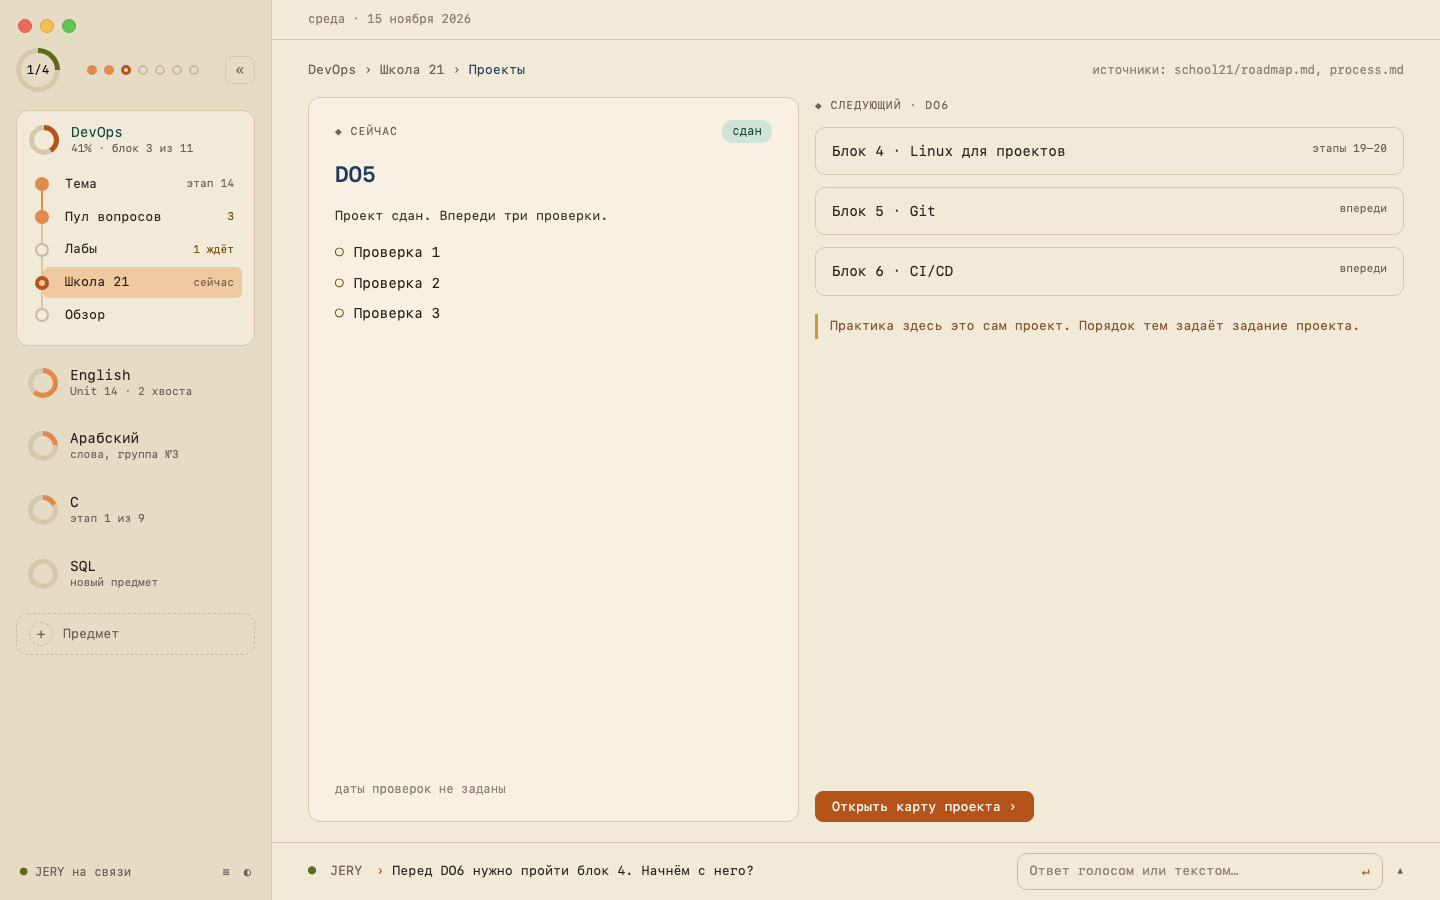 1/4
«
DevOps
41% · блок 3 из 11
Тема этап 14
Пул вопросов 3
Лабы 1 ждёт
Школа 21 сейчас
Обзор
English
Unit 14 · 2 хвоста
Арабский
слова, группа №3
C
этап 1 из 9
SQL
новый предмет
+ Предмет
JERY на связи
среда · 15 ноября 2026
DevOps › Школа 21 › Проекты
источники: school21/roadmap.md, process.md
◆ СЕЙЧАС сдан
DO5
Проект сдан. Впереди три проверки.
Проверка 1
Проверка 2
Проверка 3
даты проверок не заданы
◆ СЛЕДУЮЩИЙ · DO6
Блок 4 · Linux для проектов этапы 19–20
Блок 5 · Git впереди
Блок 6 · CI/CD впереди
Практика здесь это сам проект. Порядок тем задаёт задание проекта.
Открыть карту проекта ›
JERY › Перед DO6 нужно пройти блок 4. Начнём с него?
Ответ голосом или текстом… ↵